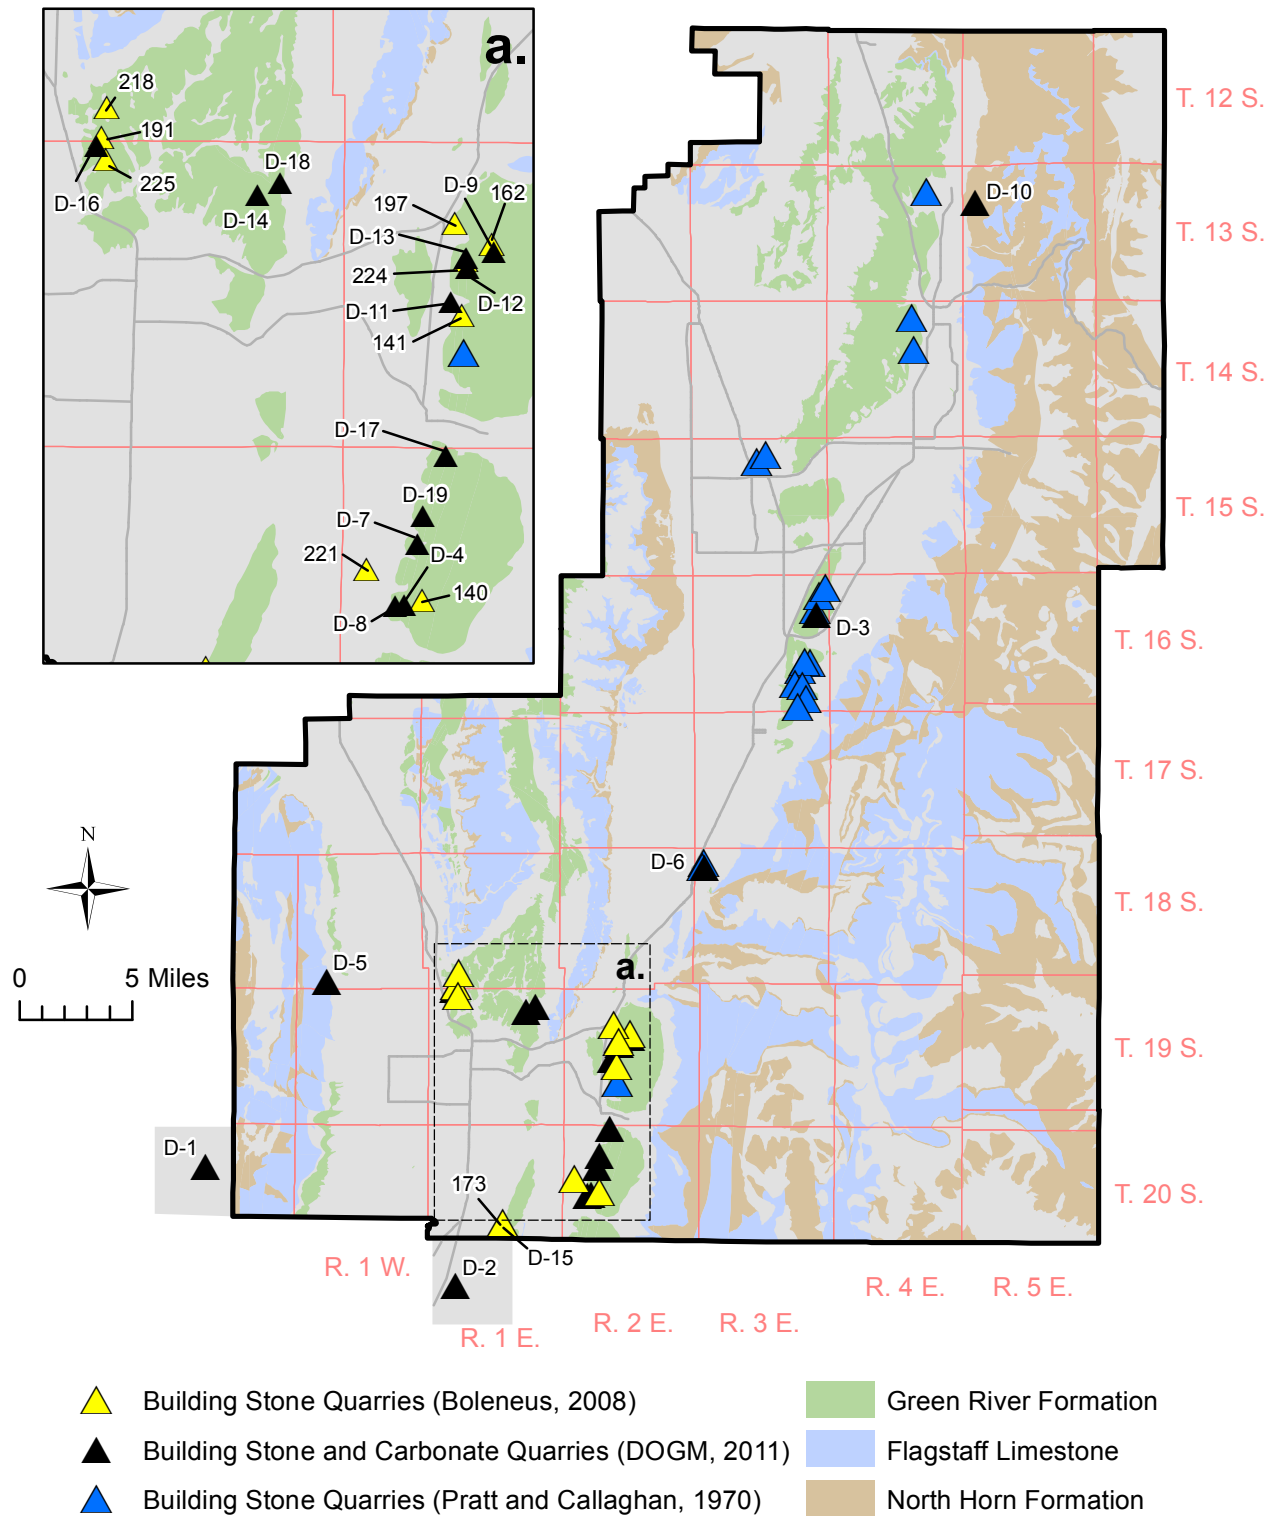 a.
218
191
225
D-16
D-18
D-14
D-9
162
197
D-13
224
D-12
D-11
141
D-17
D-19
D-7
D-4
221
140
D-8
T. 12 S.
D-10
T. 13 S.
T. 14 S.
T. 15 S.
D-3
T. 16 S.
T. 17 S.
N
D-6
T. 18 S.
0 5 Miles
D-5
a.
T. 19 S.
D-1
173
T. 20 S.
D-15
R. 1 W.
D-2
R. 4 E.
R. 5 E.
R. 1 E.
R. 2 E.
R. 3 E.
Building Stone Quarries (Boleneus, 2008)
Building Stone and Carbonate Quarries (DOGM, 2011)
Building Stone Quarries (Pratt and Callaghan, 1970)
Green River Formation
Flagstaff Limestone
North Horn Formation